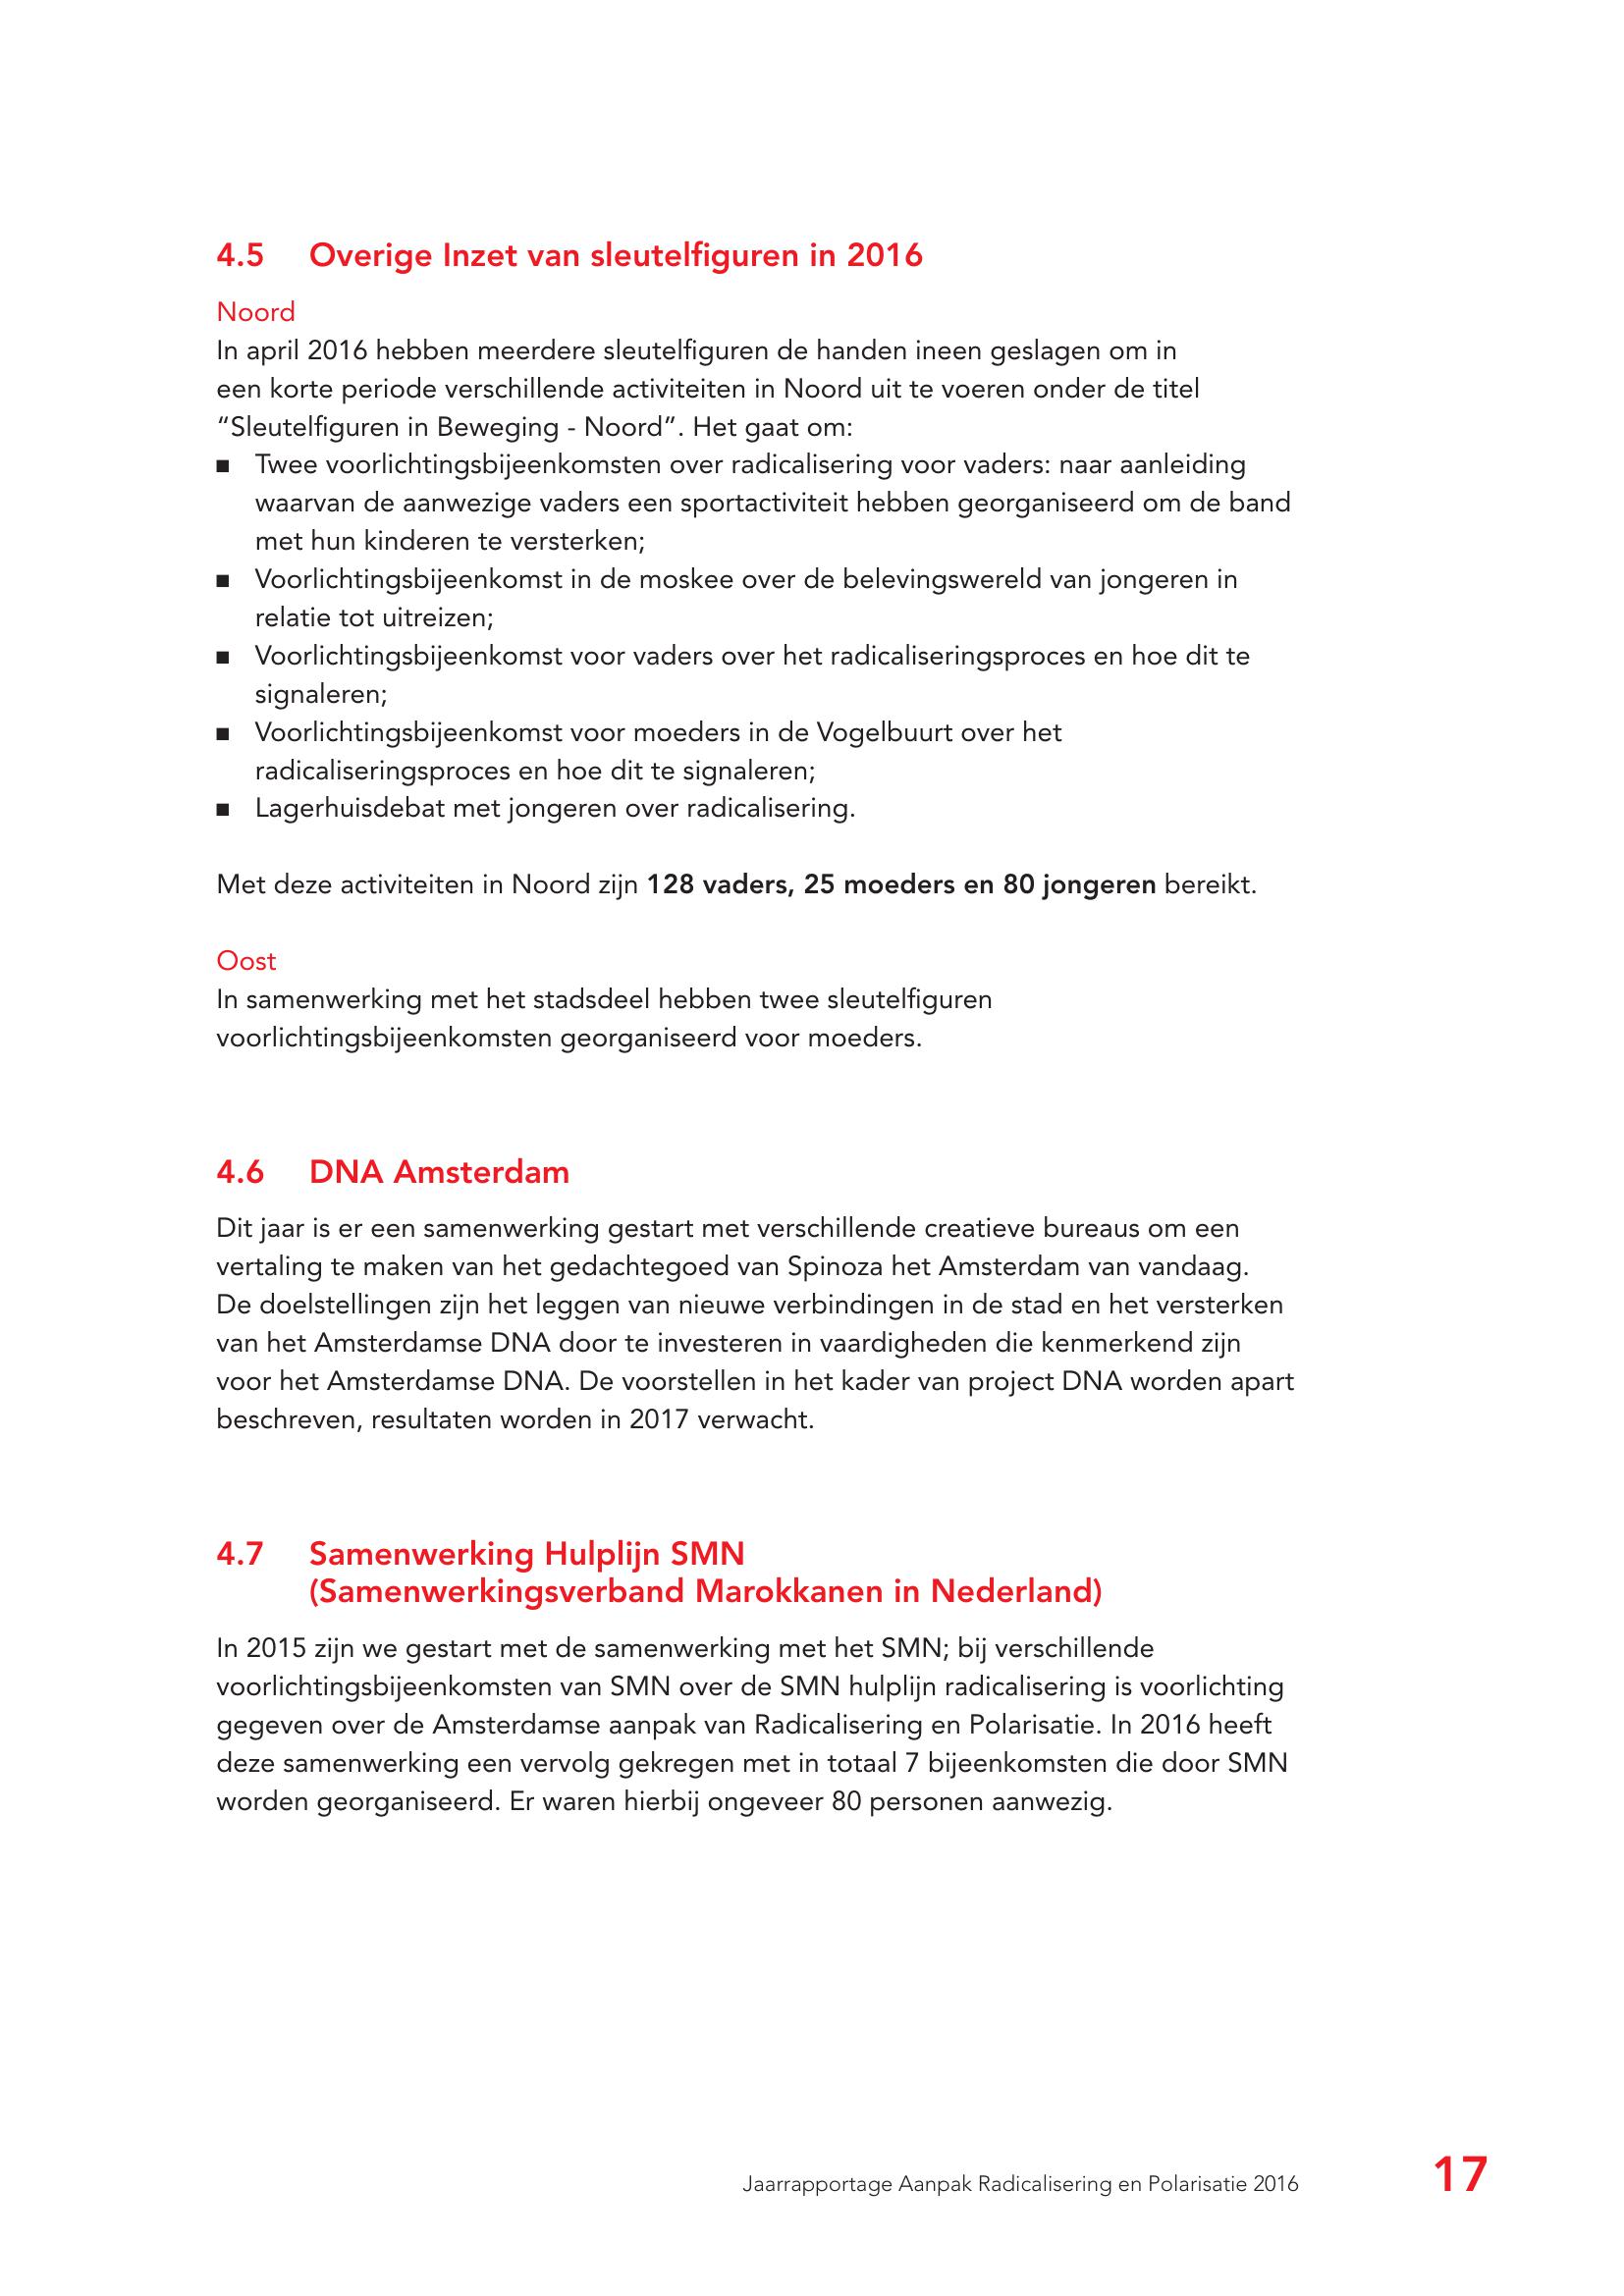 4.5 Overige Inzet van sleutelfiguren in 2016
Noord
In april 2016 hebben meerdere sleutelfiguren de handen ineen geslagen om in
een korte periode verschillende activiteiten in Noord uit te voeren onder de titel
“Sleutelfiguren in Beweging - Noord”. Het gaat om:
■ Twee voorlichtingsbijeenkomsten over radicalisering voor vaders: naar aanleiding
waarvan de aanwezige vaders een sportactiviteit hebben georganiseerd om de band
met hun kinderen te versterken;
■ Voorlichtingsbijeenkomst in de moskee over de belevingswereld van jongeren in
relatie tot uitreizen;
■ Voorlichtingsbijeenkomst voor vaders over het radicaliseringsproces en hoe dit te
signaleren;
■ Voorlichtingsbijeenkomst voor moeders in de Vogelbuurt over het
radicaliseringsproces en hoe dit te signaleren;
■ Lagerhuisdebat met jongeren over radicalisering.
Met deze activiteiten in Noord zijn 128 vaders, 25 moeders en 80 jongeren bereikt.
Oost
In samenwerking met het stadsdeel hebben twee sleutelfiguren
voorlichtingsbijeenkomsten georganiseerd voor moeders.
4.6 DNA Amsterdam
Dit jaar is er een samenwerking gestart met verschillende creatieve bureaus om een
vertaling te maken van het gedachtegoed van Spinoza het Amsterdam van vandaag.
De doelstellingen zijn het leggen van nieuwe verbindingen in de stad en het versterken
van het Amsterdamse DNA door te investeren in vaardigheden die kenmerkend zijn
voor het Amsterdamse DNA. De voorstellen in het kader van project DNA worden apart
beschreven, resultaten worden in 2017 verwacht.
4.7 Samenwerking Hulplijn SMN
(Samenwerkingsverband Marokkanen in Nederland)
In 2015 zijn we gestart met de samenwerking met het SMN; bij verschillende
voorlichtingsbijeenkomsten van SMN over de SMN hulplijn radicalisering is voorlichting
gegeven over de Amsterdamse aanpak van Radicalisering en Polarisatie. In 2016 heeft
deze samenwerking een vervolg gekregen met in totaal 7 bijeenkomsten die door SMN
worden georganiseerd. Er waren hierbij ongeveer 80 personen aanwezig.
Jaarrapportage Aanpak Radicalisering en Polarisatie 2016 17